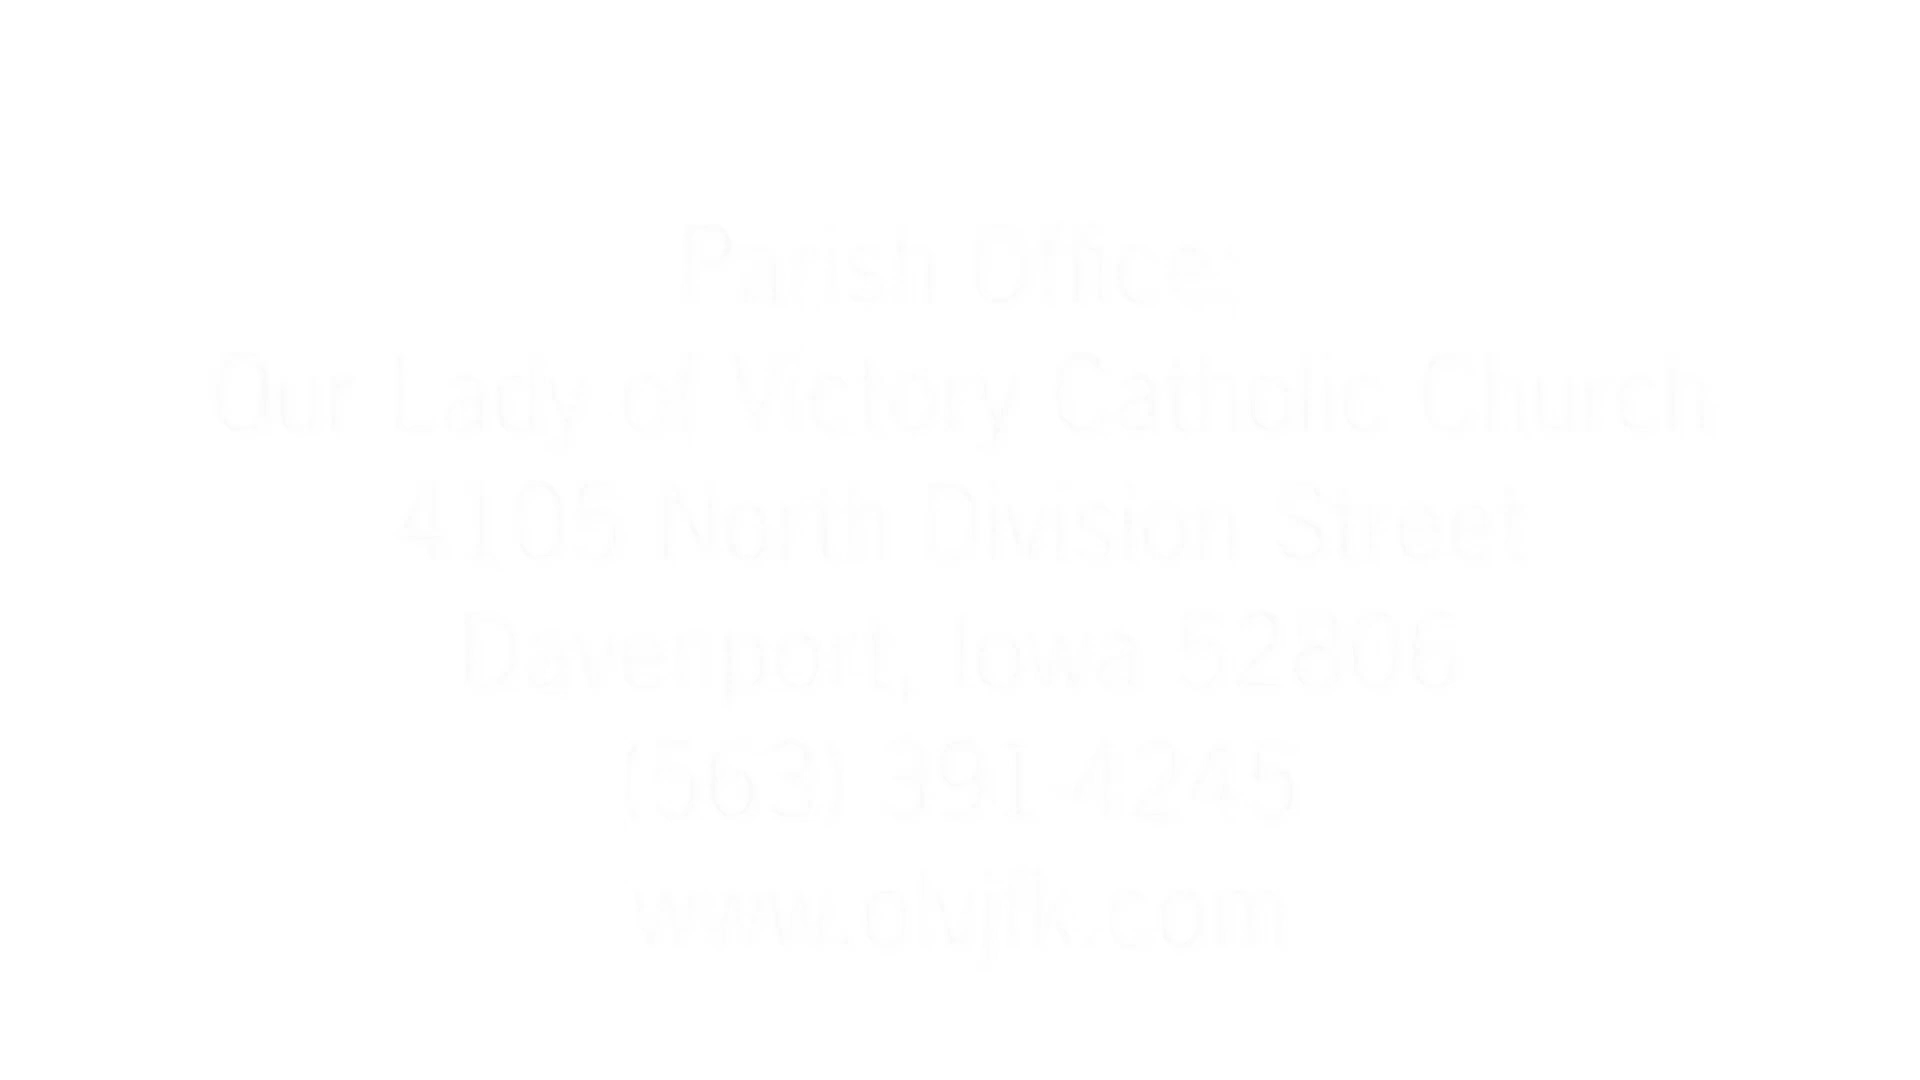 Parish Office:
Our Lady of Victory Catholic Church
4105 North Division Street
Davenport, Iowa 52806
(563) 391-4245
www.olvjfk.com